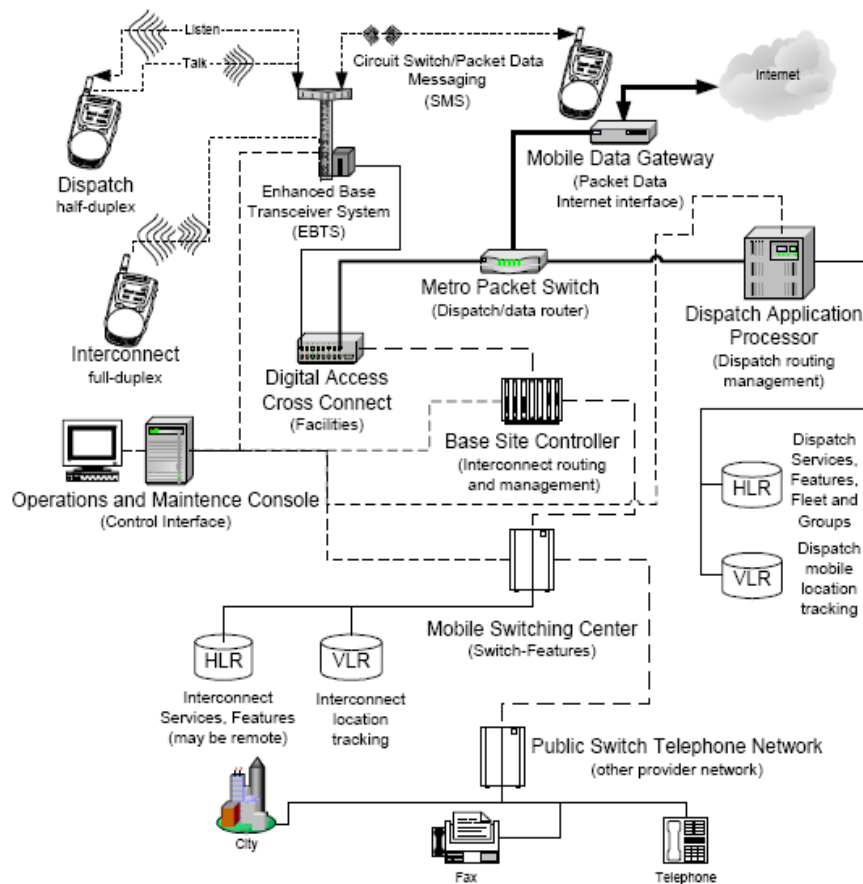 Listen
Talk
Circuit Switch/Packet Data
Messaging
(SMS)
Internet
Mobile Data Gateway
(Packet Data
Internet interface)
Dispatch
half-duplex
Enhanced Base
Transceiver System
(EBTS)
Metro Packet Switch
(Dispatch/data router)
Dispatch Application
Processor
(Dispatch routing
management)
Interconnect
full-duplex
Digital Access
Cross Connect
(Facilities)
Base Site Controller
(Interconnect routing
and management)
Operations and Maintence Console
(Control Interface)
HLR
Dispatch
Services,
Features,
Fleet and
Groups
VLR
Dispatch
mobile
location
tracking
Mobile Switching Center
(Switch-Features)
HLR
Interconnect
Services, Features
(may be remote)
VLR
Interconnect
location
tracking
Public Switch Telephone Network
(other provider network)
City
Fax
Telephone